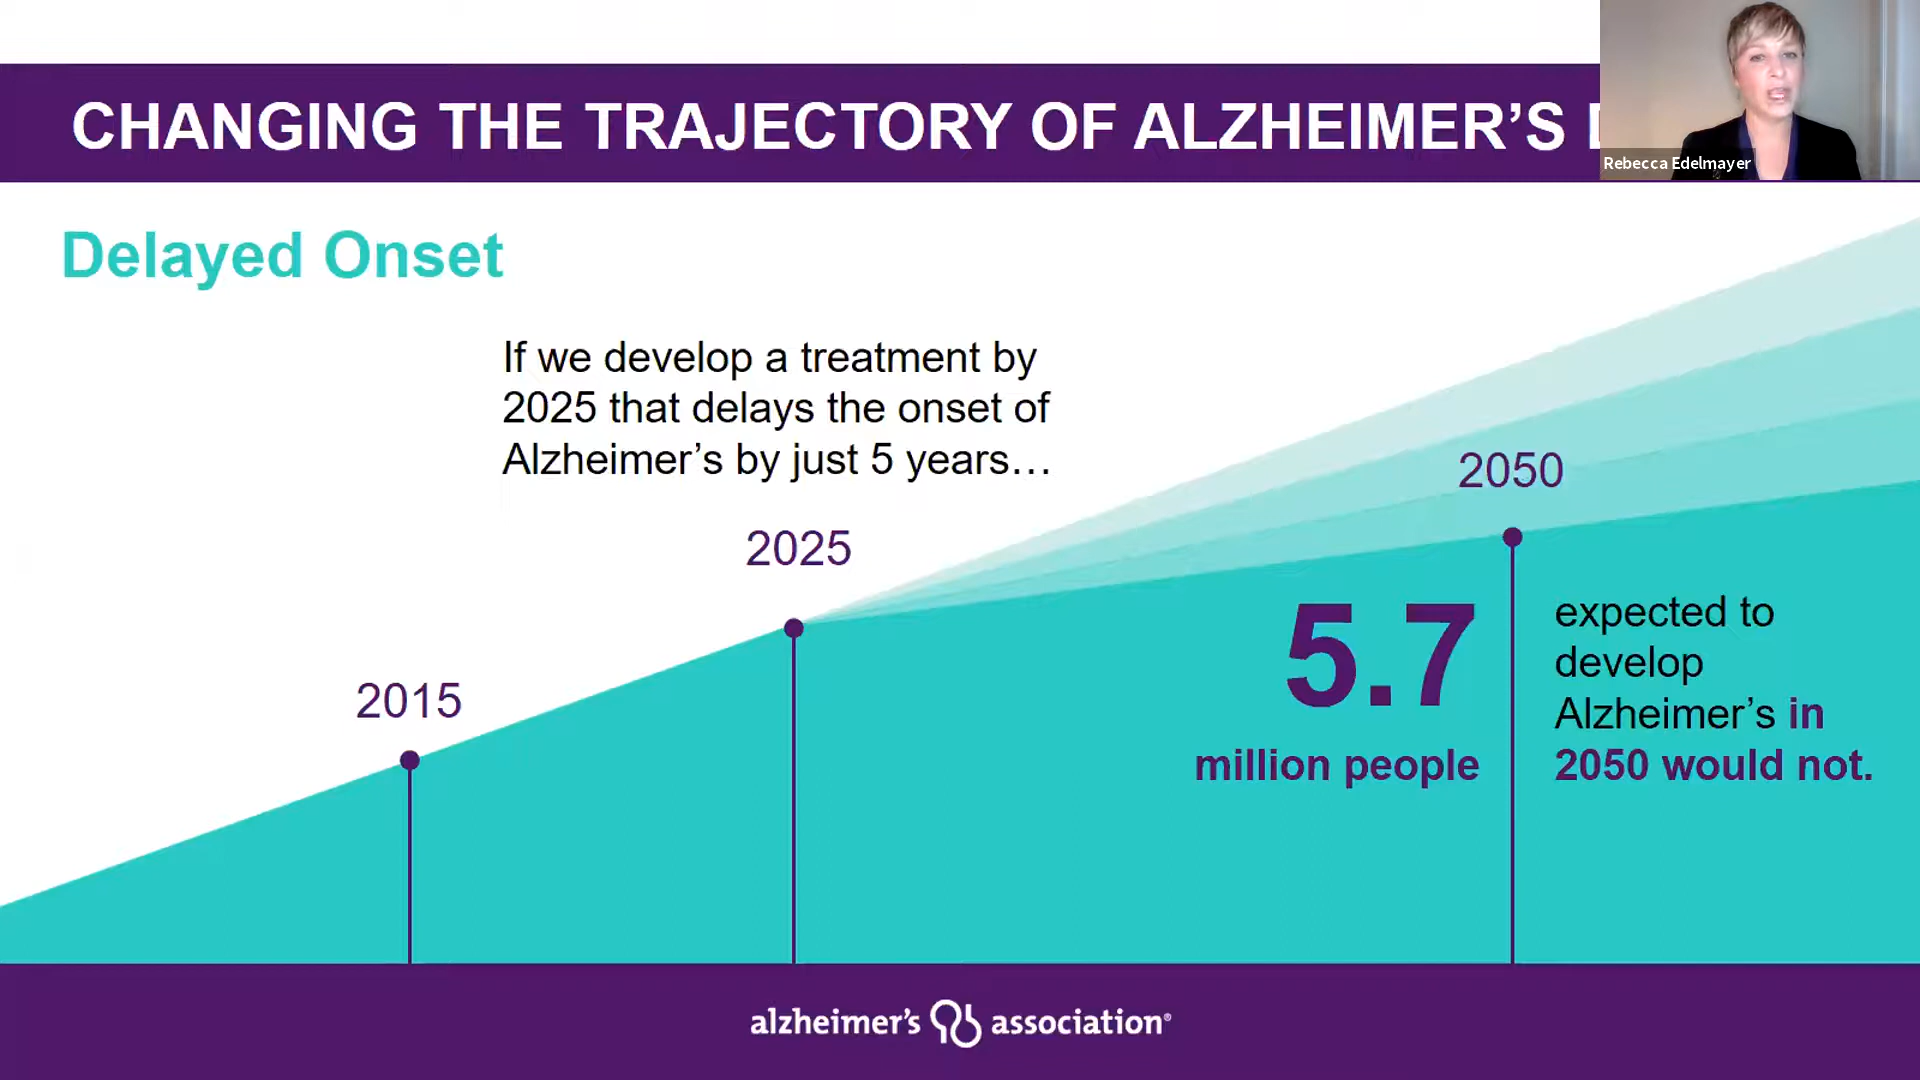 CHANGING THE TRAJECTORY OF ALZHEIMER’S
Rebecca Edelmayer
Delayed Onset
If we develop a treatment by
2025 that delays the onset of
Alzheimer’s by just 5 years…
2050
2025
2015
5.7
million people
expected to
develop
Alzheimer’s in
2050 would not.
alzheimer’s association®